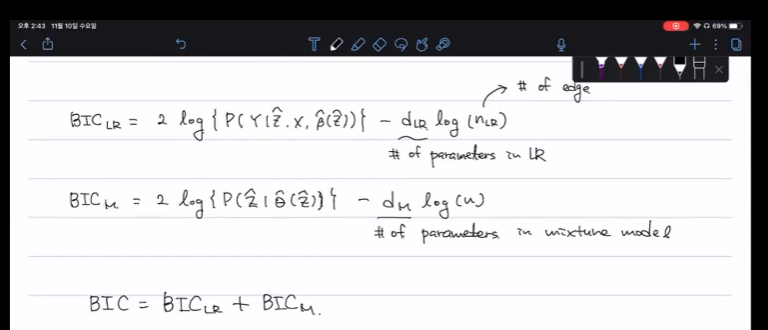 오후 2:43 11월 10일 수요일
69%
# of edge
BIC_LR = 2 log{P(Y|Ẑ, X, β̂(Ẑ))} - d_LR log(n_LR)
# of parameters in LR
BIC_M = 2 log{P(Ẑ|θ̂(Ẑ))} - d_M log(n)
# of parameters in mixture model
BIC = BIC_LR + BIC_M.